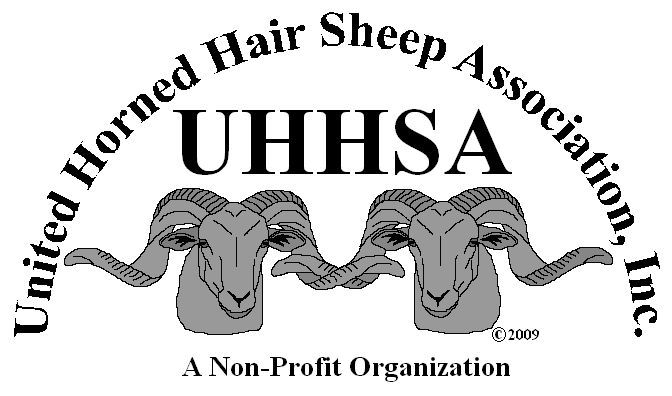 United Horned Hair Sheep Association, Inc.
UHHSA
©2009
A Non-Profit Organization